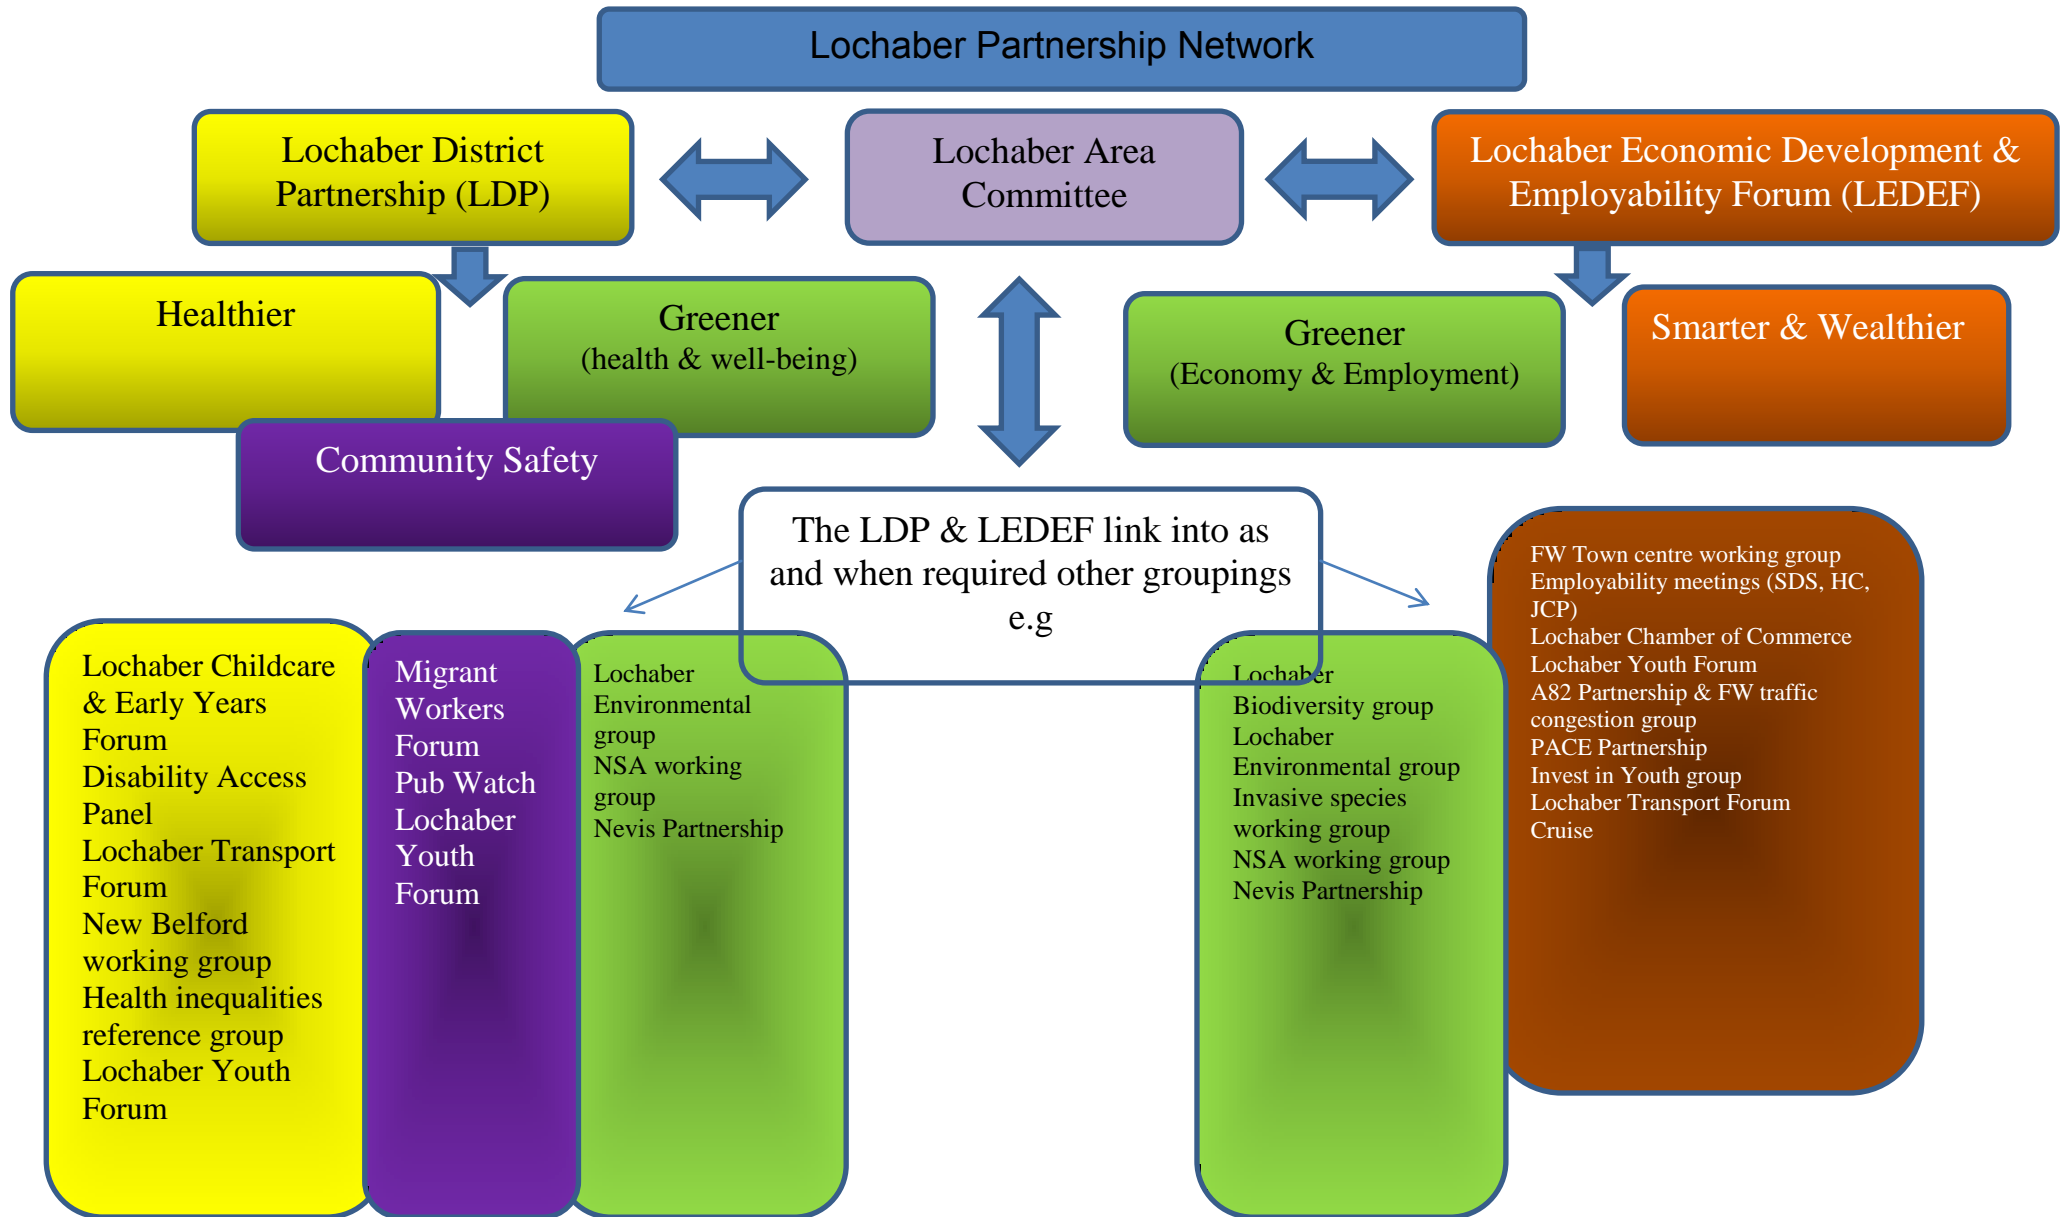 Lochaber Partnership Network
Lochaber District
Partnership (LDP)
Lochaber Area
Committee
Lochaber Economic Development &
Employability Forum (LEDEF)
Healthier
Greener
(health & well-being)
Greener
(Economy & Employment)
Smarter & Wealthier
Community Safety
The LDP & LEDEF link into as
and when required other groupings
e.g
Lochaber Childcare
& Early Years
Forum
Disability Access
Panel
Lochaber Transport
Forum
New Belford
working group
Health inequalities
reference group
Lochaber Youth
Forum
Migrant
Workers
Forum
Pub Watch
Lochaber
Youth
Forum
Lochaber
Environmental
group
NSA working
group
Nevis Partnership
Lochaber
Biodiversity group
Lochaber
Environmental group
Invasive species
working group
NSA working group
Nevis Partnership
FW Town centre working group
Employability meetings (SDS, HC,
JCP)
Lochaber Chamber of Commerce
Lochaber Youth Forum
A82 Partnership & FW traffic
congestion group
PACE Partnership
Invest in Youth group
Lochaber Transport Forum
Cruise